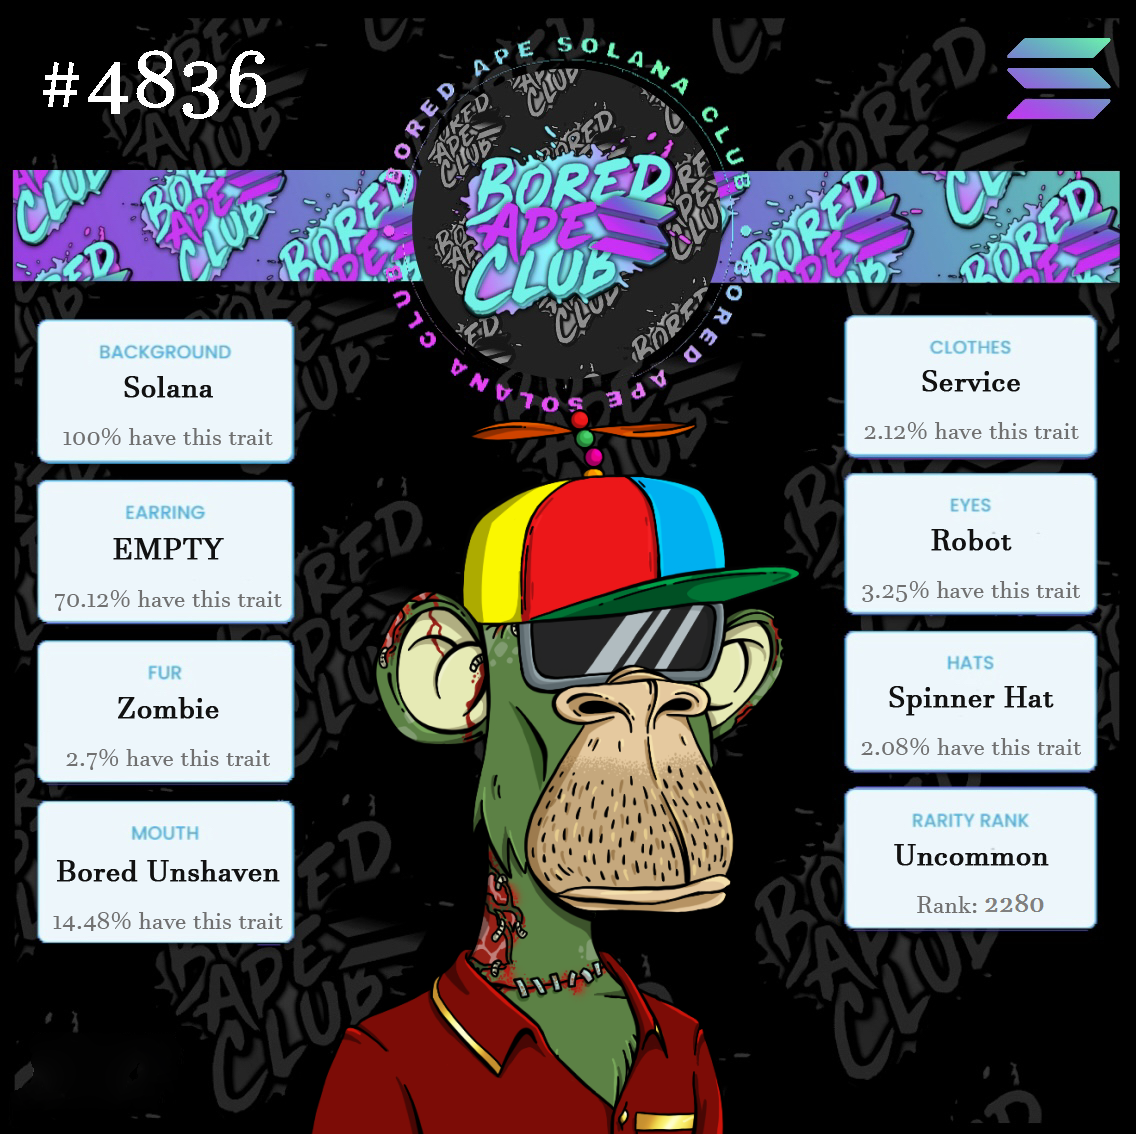 #4836
BORED APE SOLANA CLUB
BORED APE SOLANA CLUB
BORED
APE
CLUB
BACKGROUND
Solana
100% have this trait
EARRING
EMPTY
70.12% have this trait
FUR
Zombie
2.7% have this trait
MOUTH
Bored Unshaven
14.48% have this trait
CLOTHES
Service
2.12% have this trait
EYES
Robot
3.25% have this trait
HATS
Spinner Hat
2.08% have this trait
RARITY RANK
Uncommon
Rank: 2280